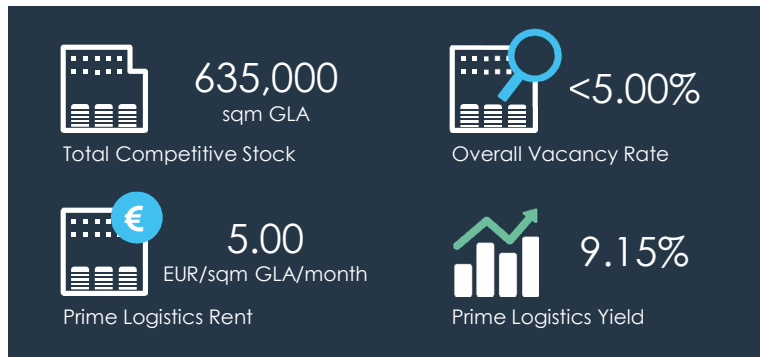 635,000
sqm GLA
Total Competitive Stock
<5.00%
Overall Vacancy Rate
€
5.00
EUR/sqm GLA/month
Prime Logistics Rent
9.15%
Prime Logistics Yield